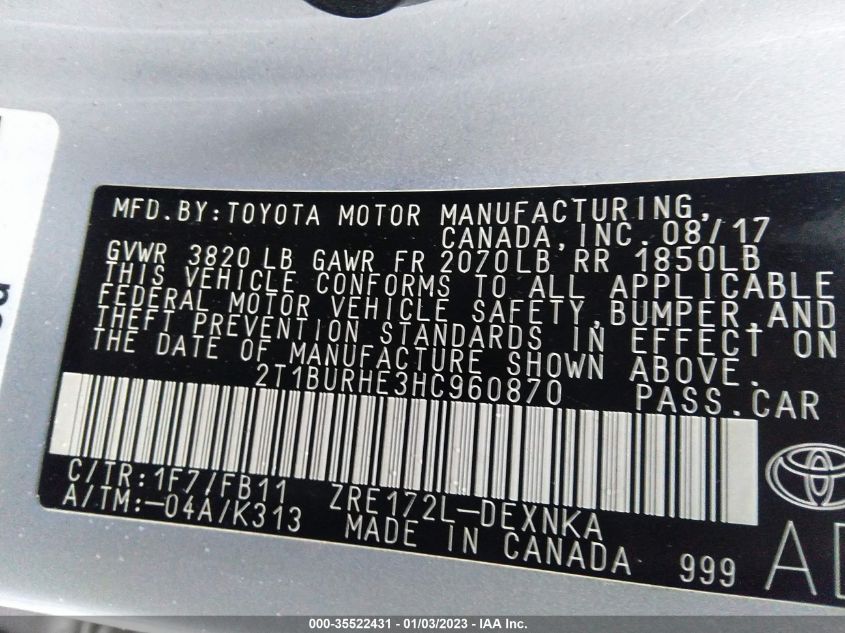 MFD.BY:TOYOTA MOTOR MANUFACTURING,
CANADA,INC. 08/17
GVWR 3820 LB GAWR FR 2070LB RR 1850LB
THIS VEHICLE CONFORMS TO ALL APPLICABLE
FEDERAL MOTOR VEHICLE SAFETY,BUMPER,AND
THEFT PREVENTION STANDARDS IN EFFECT ON
THE DATE OF MANUFACTURE SHOWN ABOVE.
2T1BURHE3HC960870 PASS.CAR
C/TR:1F7/FB11 ZRE172L-DEXNKA
A/TM:-04A/K313 MADE IN CANADA 999
000-35522431 - 01/03/2023 - IAA Inc.